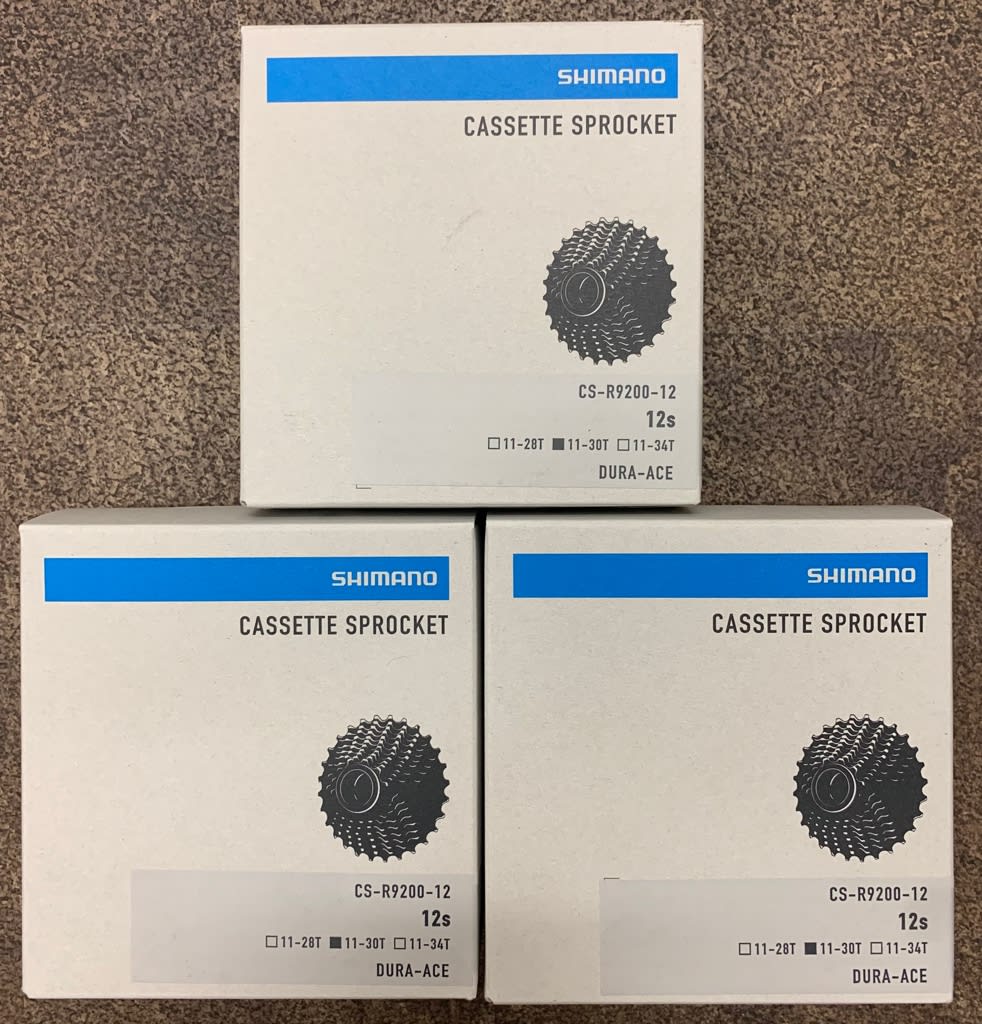 SHIMANO
CASSETTE SPROCKET
CS-R9200-12
12s
□11-28T ■11-30T □11-34T
DURA-ACE
SHIMANO
CASSETTE SPROCKET
CS-R9200-12
12s
□11-28T ■11-30T □11-34T
DURA-ACE
SHIMANO
CASSETTE SPROCKET
CS-R9200-12
12s
□11-28T ■11-30T □11-34T
DURA-ACE